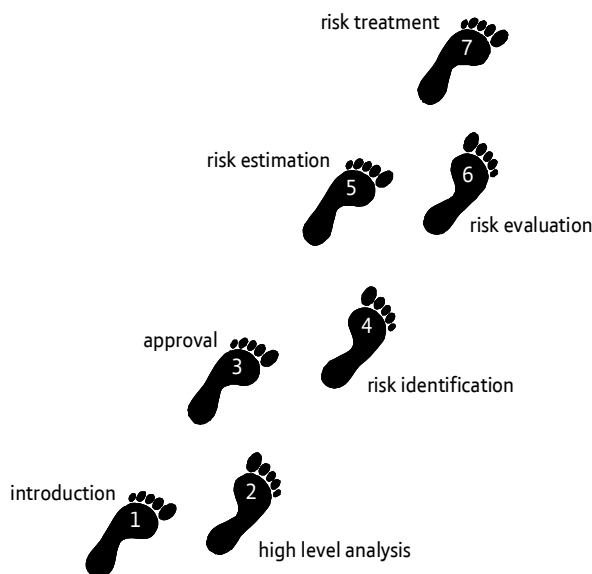 risk treatment
7
risk estimation
5
6
risk evaluation
approval
3
4
risk identification
introduction
1
2
high level analysis